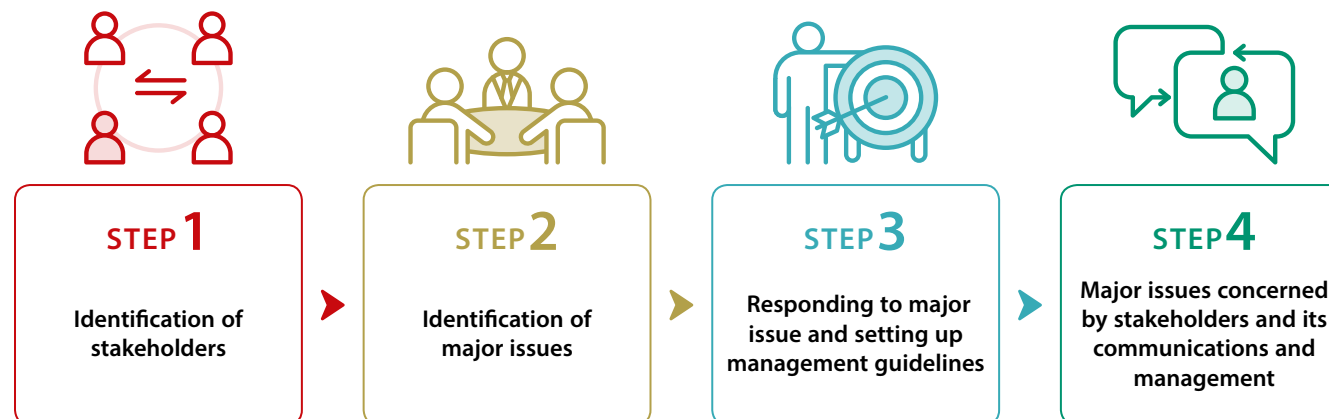 STEP 1
Identification of
stakeholders
STEP 2
Identification of
major issues
STEP 3
Responding to major
issue and setting up
management guidelines
STEP 4
Major issues concerned
by stakeholders and its
communications and
management